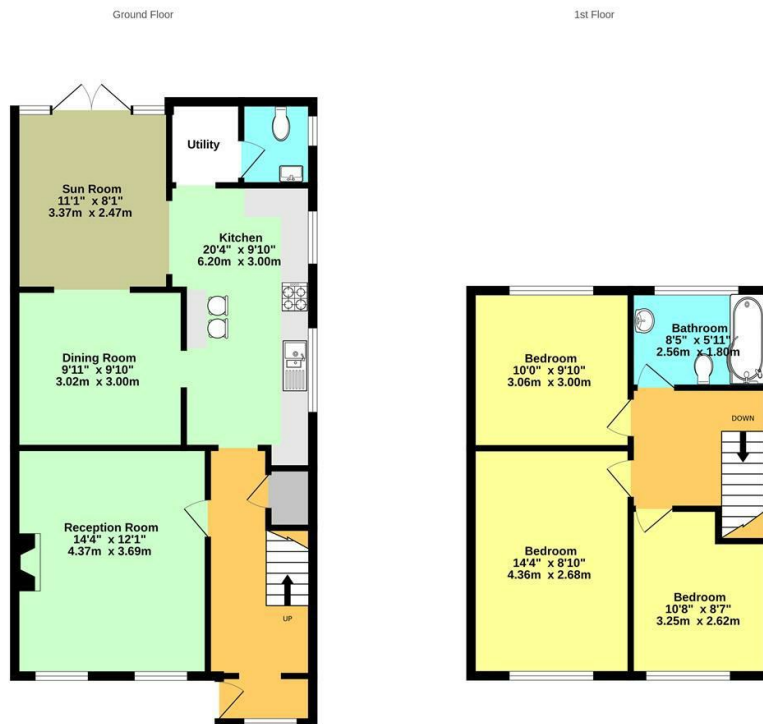 Ground Floor
Utility
Sun Room
11'1" x 8'1"
3.37m x 2.47m
Kitchen
20'4" x 9'10"
6.20m x 3.00m
Dining Room
9'11" x 9'10"
3.02m x 3.00m
Reception Room
14'4" x 12'1"
4.37m x 3.69m
UP
1st Floor
Bathroom
8'5" x 5'11"
2.56m x 1.80m
Bedroom
10'0" x 9'10"
3.06m x 3.00m
DOWN
Bedroom
14'4" x 8'10"
4.36m x 2.68m
Bedroom
10'8" x 8'7"
3.25m x 2.62m